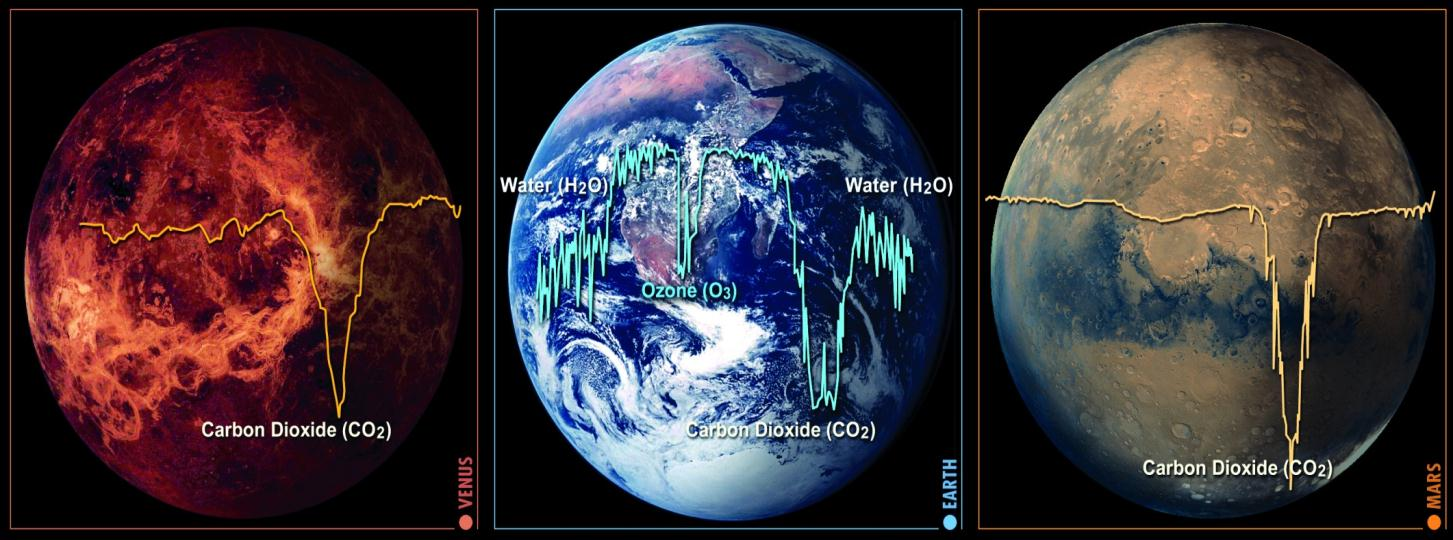 Carbon Dioxide (CO₂)
VENUS
Water (H₂O)
Water (H₂O)
Ozone (O₃)
Carbon Dioxide (CO₂)
EARTH
Carbon Dioxide (CO₂)
MARS